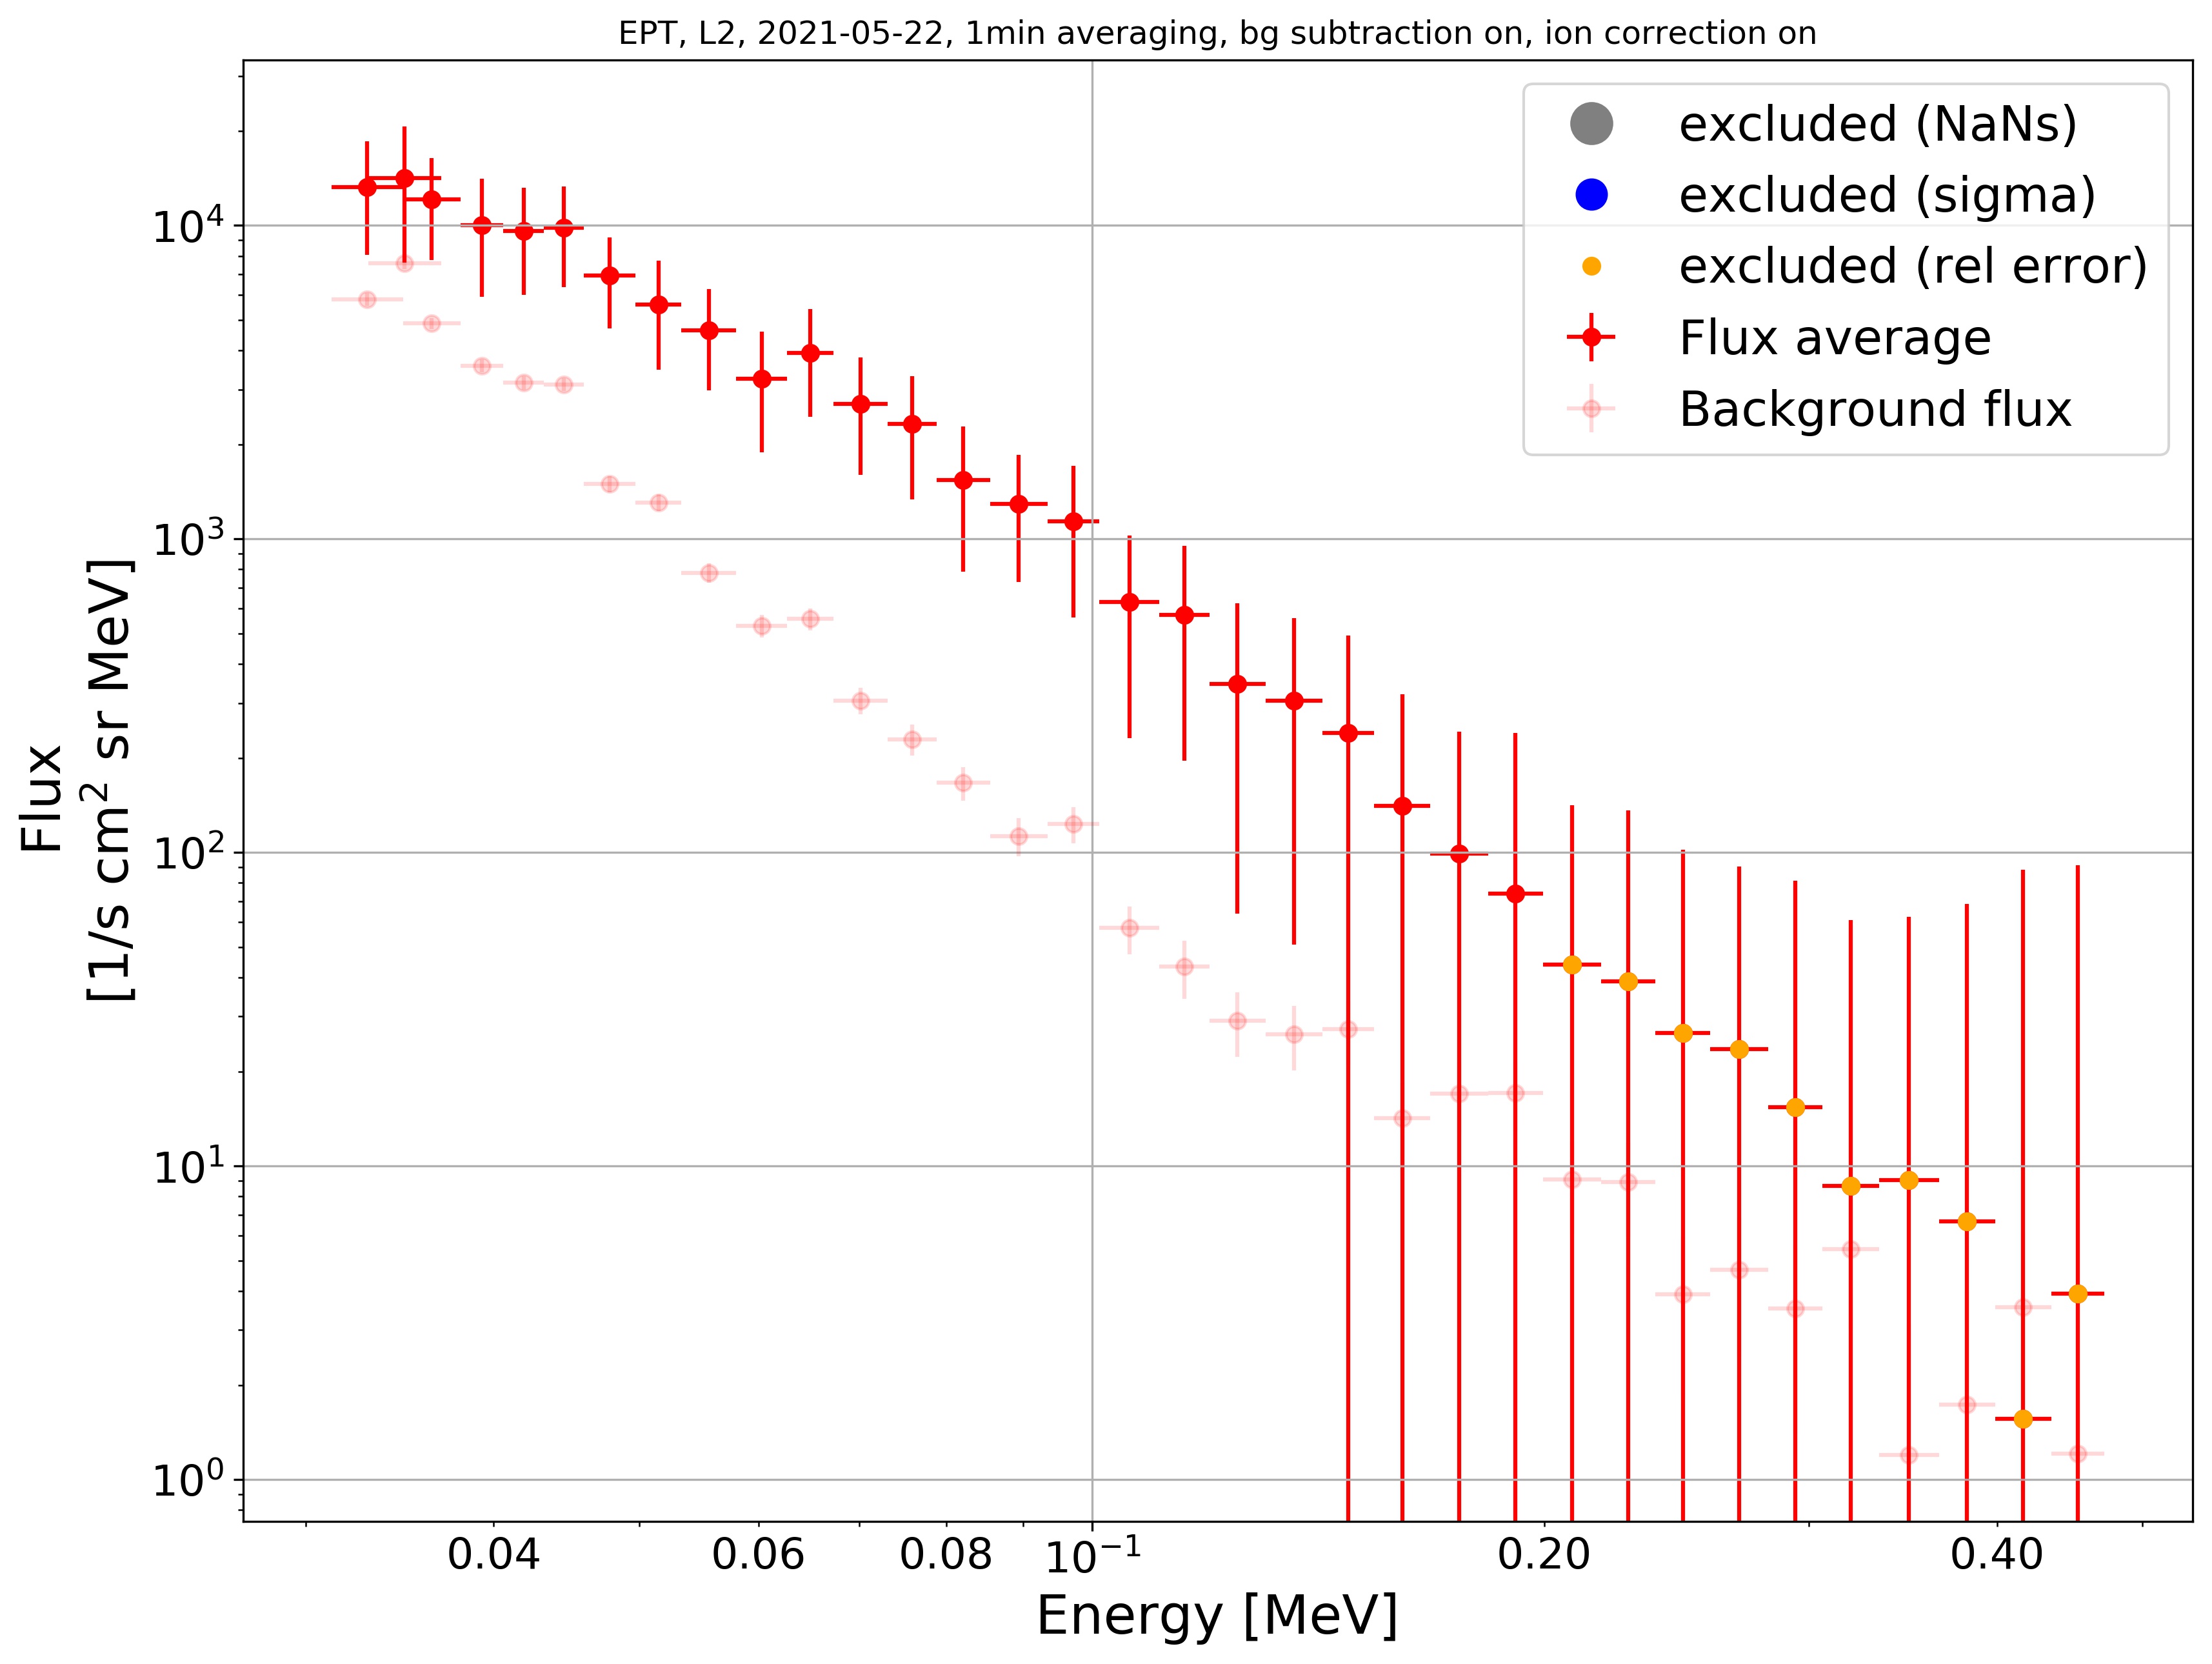 EPT, L2, 2021-05-22, 1min averaging, bg subtraction on, ion correction on
excluded (NaNs)
excluded (sigma)
excluded (rel error)
Flux average
Background flux
10⁴
10³
10²
10¹
10⁰
Flux
[1/s cm² sr MeV]
0.04 0.06 0.08 10⁻¹ 0.20 0.40
Energy [MeV]